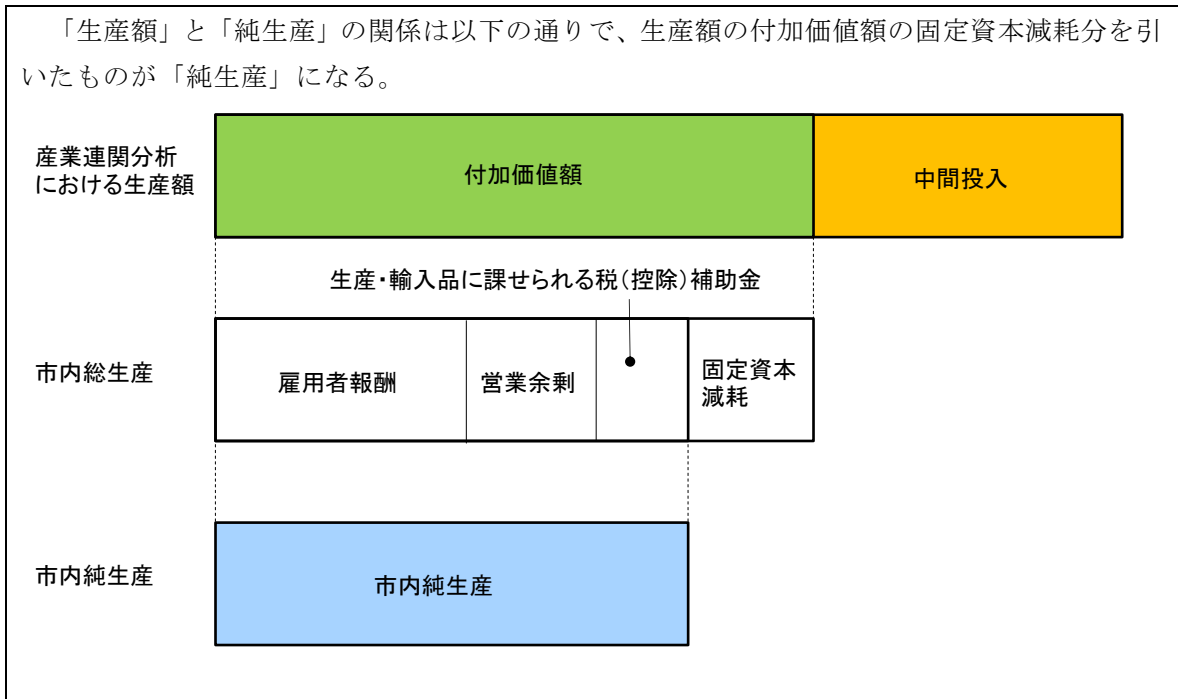 「生産額」と「純生産」の関係は以下の通りで、生産額の付加価値額の固定資本減耗分を引
いたものが「純生産」になる。
産業連関分析
における生産額
付加価値額
中間投入
生産・輸入品に課せられる税(控除)補助金
市内総生産
雇用者報酬
営業余剰
固定資本
減耗
市内純生産
市内純生産